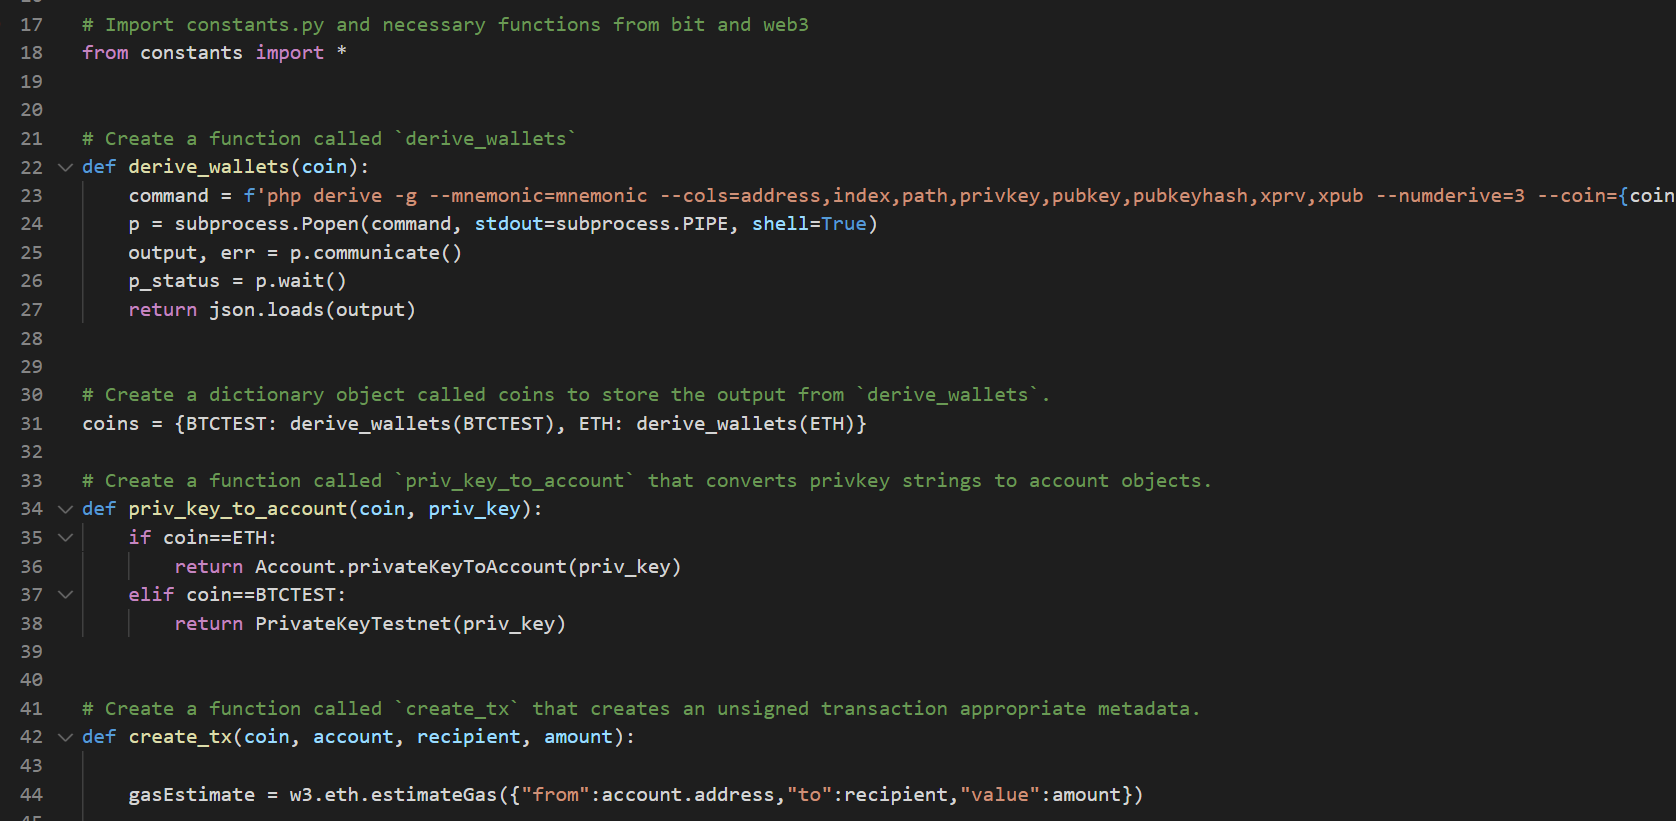 17 # Import constants.py and necessary functions from bit and web3
18 from constants import *
19
20
21 # Create a function called `derive_wallets`
22 def derive_wallets(coin):
23 command = f'php derive -g --mnemonic=mnemonic --cols=address,index,path,privkey,pubkey,pubkeyhash,xprv,xpub --numderive=3 --coin={coin
24 p = subprocess.Popen(command, stdout=subprocess.PIPE, shell=True)
25 output, err = p.communicate()
26 p_status = p.wait()
27 return json.loads(output)
28
29
30 # Create a dictionary object called coins to store the output from `derive_wallets`.
31 coins = {BTCTEST: derive_wallets(BTCTEST), ETH: derive_wallets(ETH)}
32
33 # Create a function called `priv_key_to_account` that converts privkey strings to account objects.
34 def priv_key_to_account(coin, priv_key):
35 if coin==ETH:
36 return Account.privateKeyToAccount(priv_key)
37 elif coin==BTCTEST:
38 return PrivateKeyTestnet(priv_key)
39
40
41 # Create a function called `create_tx` that creates an unsigned transaction appropriate metadata.
42 def create_tx(coin, account, recipient, amount):
43
44 gasEstimate = w3.eth.estimateGas({"from":account.address,"to":recipient,"value":amount})